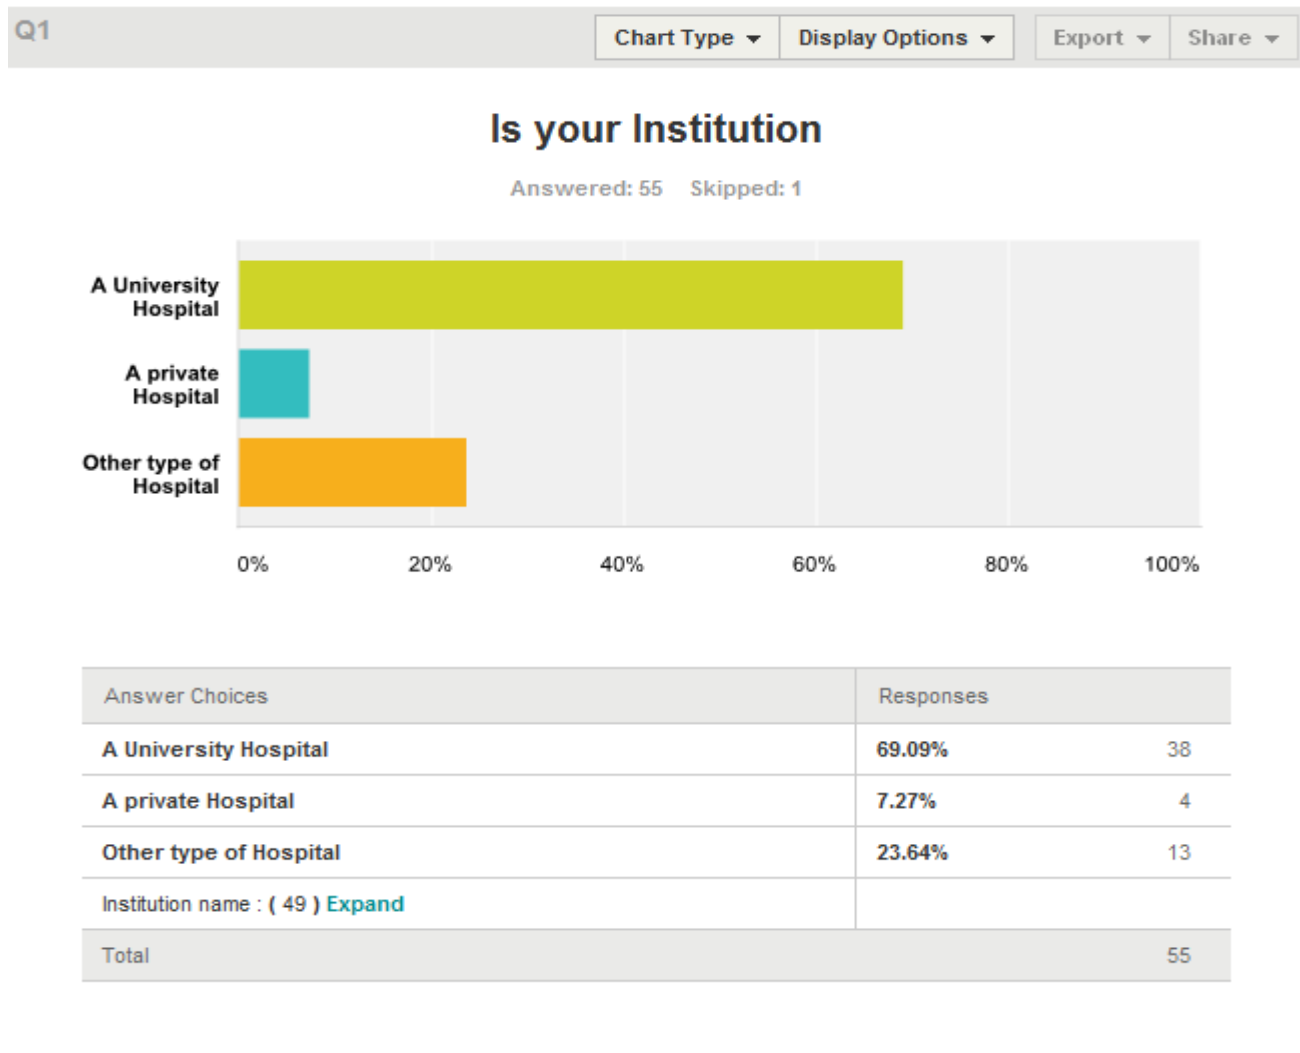 Q1 Chart Type Display Options Export Share
Is your Institution
Answered: 55 Skipped: 1
A University
Hospital
A private
Hospital
Other type of
Hospital
0% 20% 40% 60% 80% 100%
Answer Choices Responses
A University Hospital 69.09% 38
A private Hospital 7.27% 4
Other type of Hospital 23.64% 13
Institution name : ( 49 ) Expand
Total 55